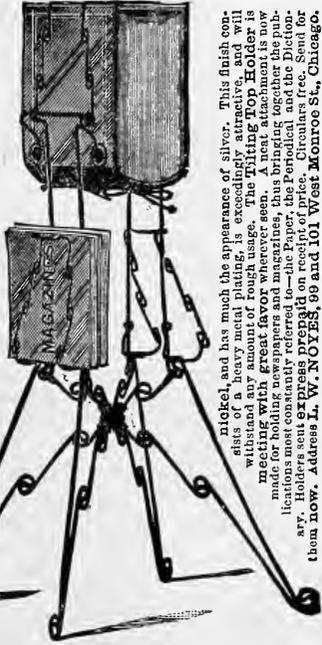 MAGAZINES
nickel, and has much the appearance of silver. This finish con-
sists of a heavy metal plating, is exceedingly attractive, and will
withstand any amount of rough usage. The Tilting Top Holder is
meeting with great favor wherever seen. A neat attachment is now
made for holding newspapers and magazines, thus bringing together the pub-
lications most constantly referred to—the Paper, the Periodical and the Diction-
ary. Holders sent express prepaid on receipt of price. Circulars free. Send for
them now. Address L. W. NOYES, 99 and 101 West Monroe St., Chicago.